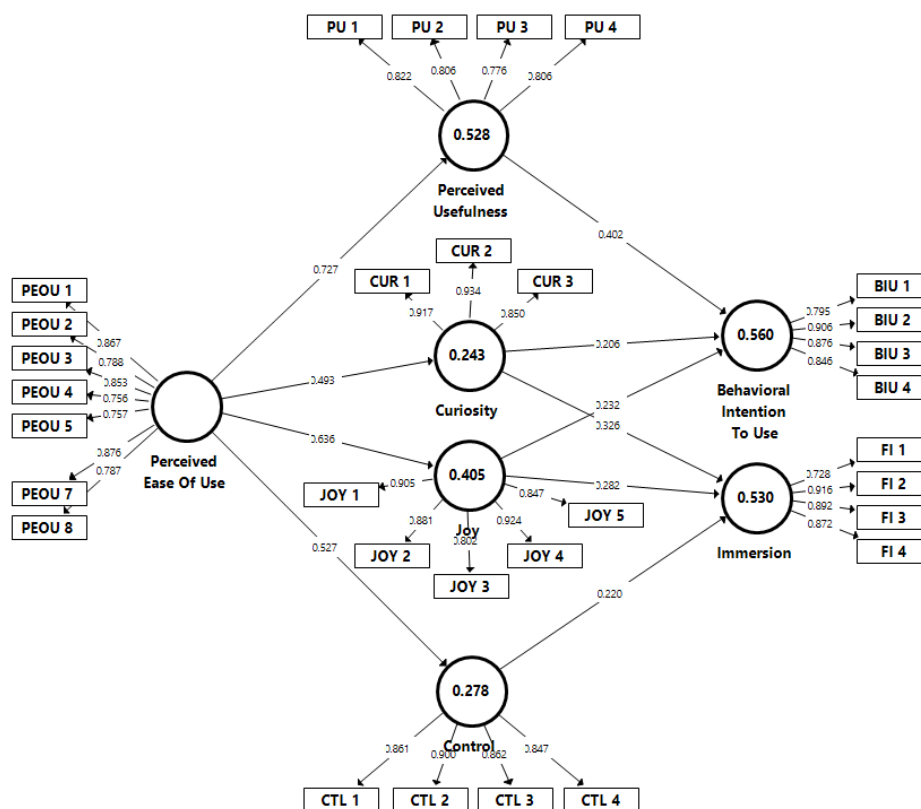 PU 1 PU 2 PU 3 PU 4
0.822 0.806 0.776 0.806
0.528
Perceived
Usefulness
0.727
0.402
CUR 1 CUR 2 CUR 3
0.917 0.934 0.850
0.243
Curiosity
0.493
0.206
0.326
PEOU 1
PEOU 2
PEOU 3
PEOU 4
PEOU 5
PEOU 7
PEOU 8
0.867
0.788
0.853
0.756
0.757
0.876
0.787
Perceived
Ease Of Use
0.636
0.232
0.282
0.405
Joy
JOY 1 JOY 2 JOY 3 JOY 4 JOY 5
0.905 0.881 0.802 0.924 0.847
0.527
0.220
0.560
Behavioral
Intention
To Use
0.795
0.906
0.876
0.846
BIU 1
BIU 2
BIU 3
BIU 4
0.530
Immersion
0.728
0.916
0.892
0.872
FI 1
FI 2
FI 3
FI 4
0.278
Control
0.861 0.900 0.862 0.847
CTL 1 CTL 2 CTL 3 CTL 4